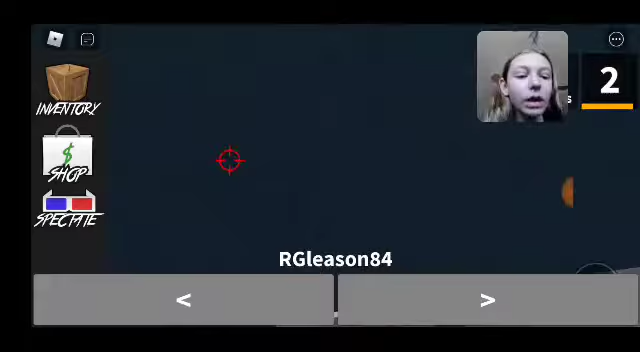 INVENTORY
SHOP
SPECTATE
s
2
RGleason84
<
>